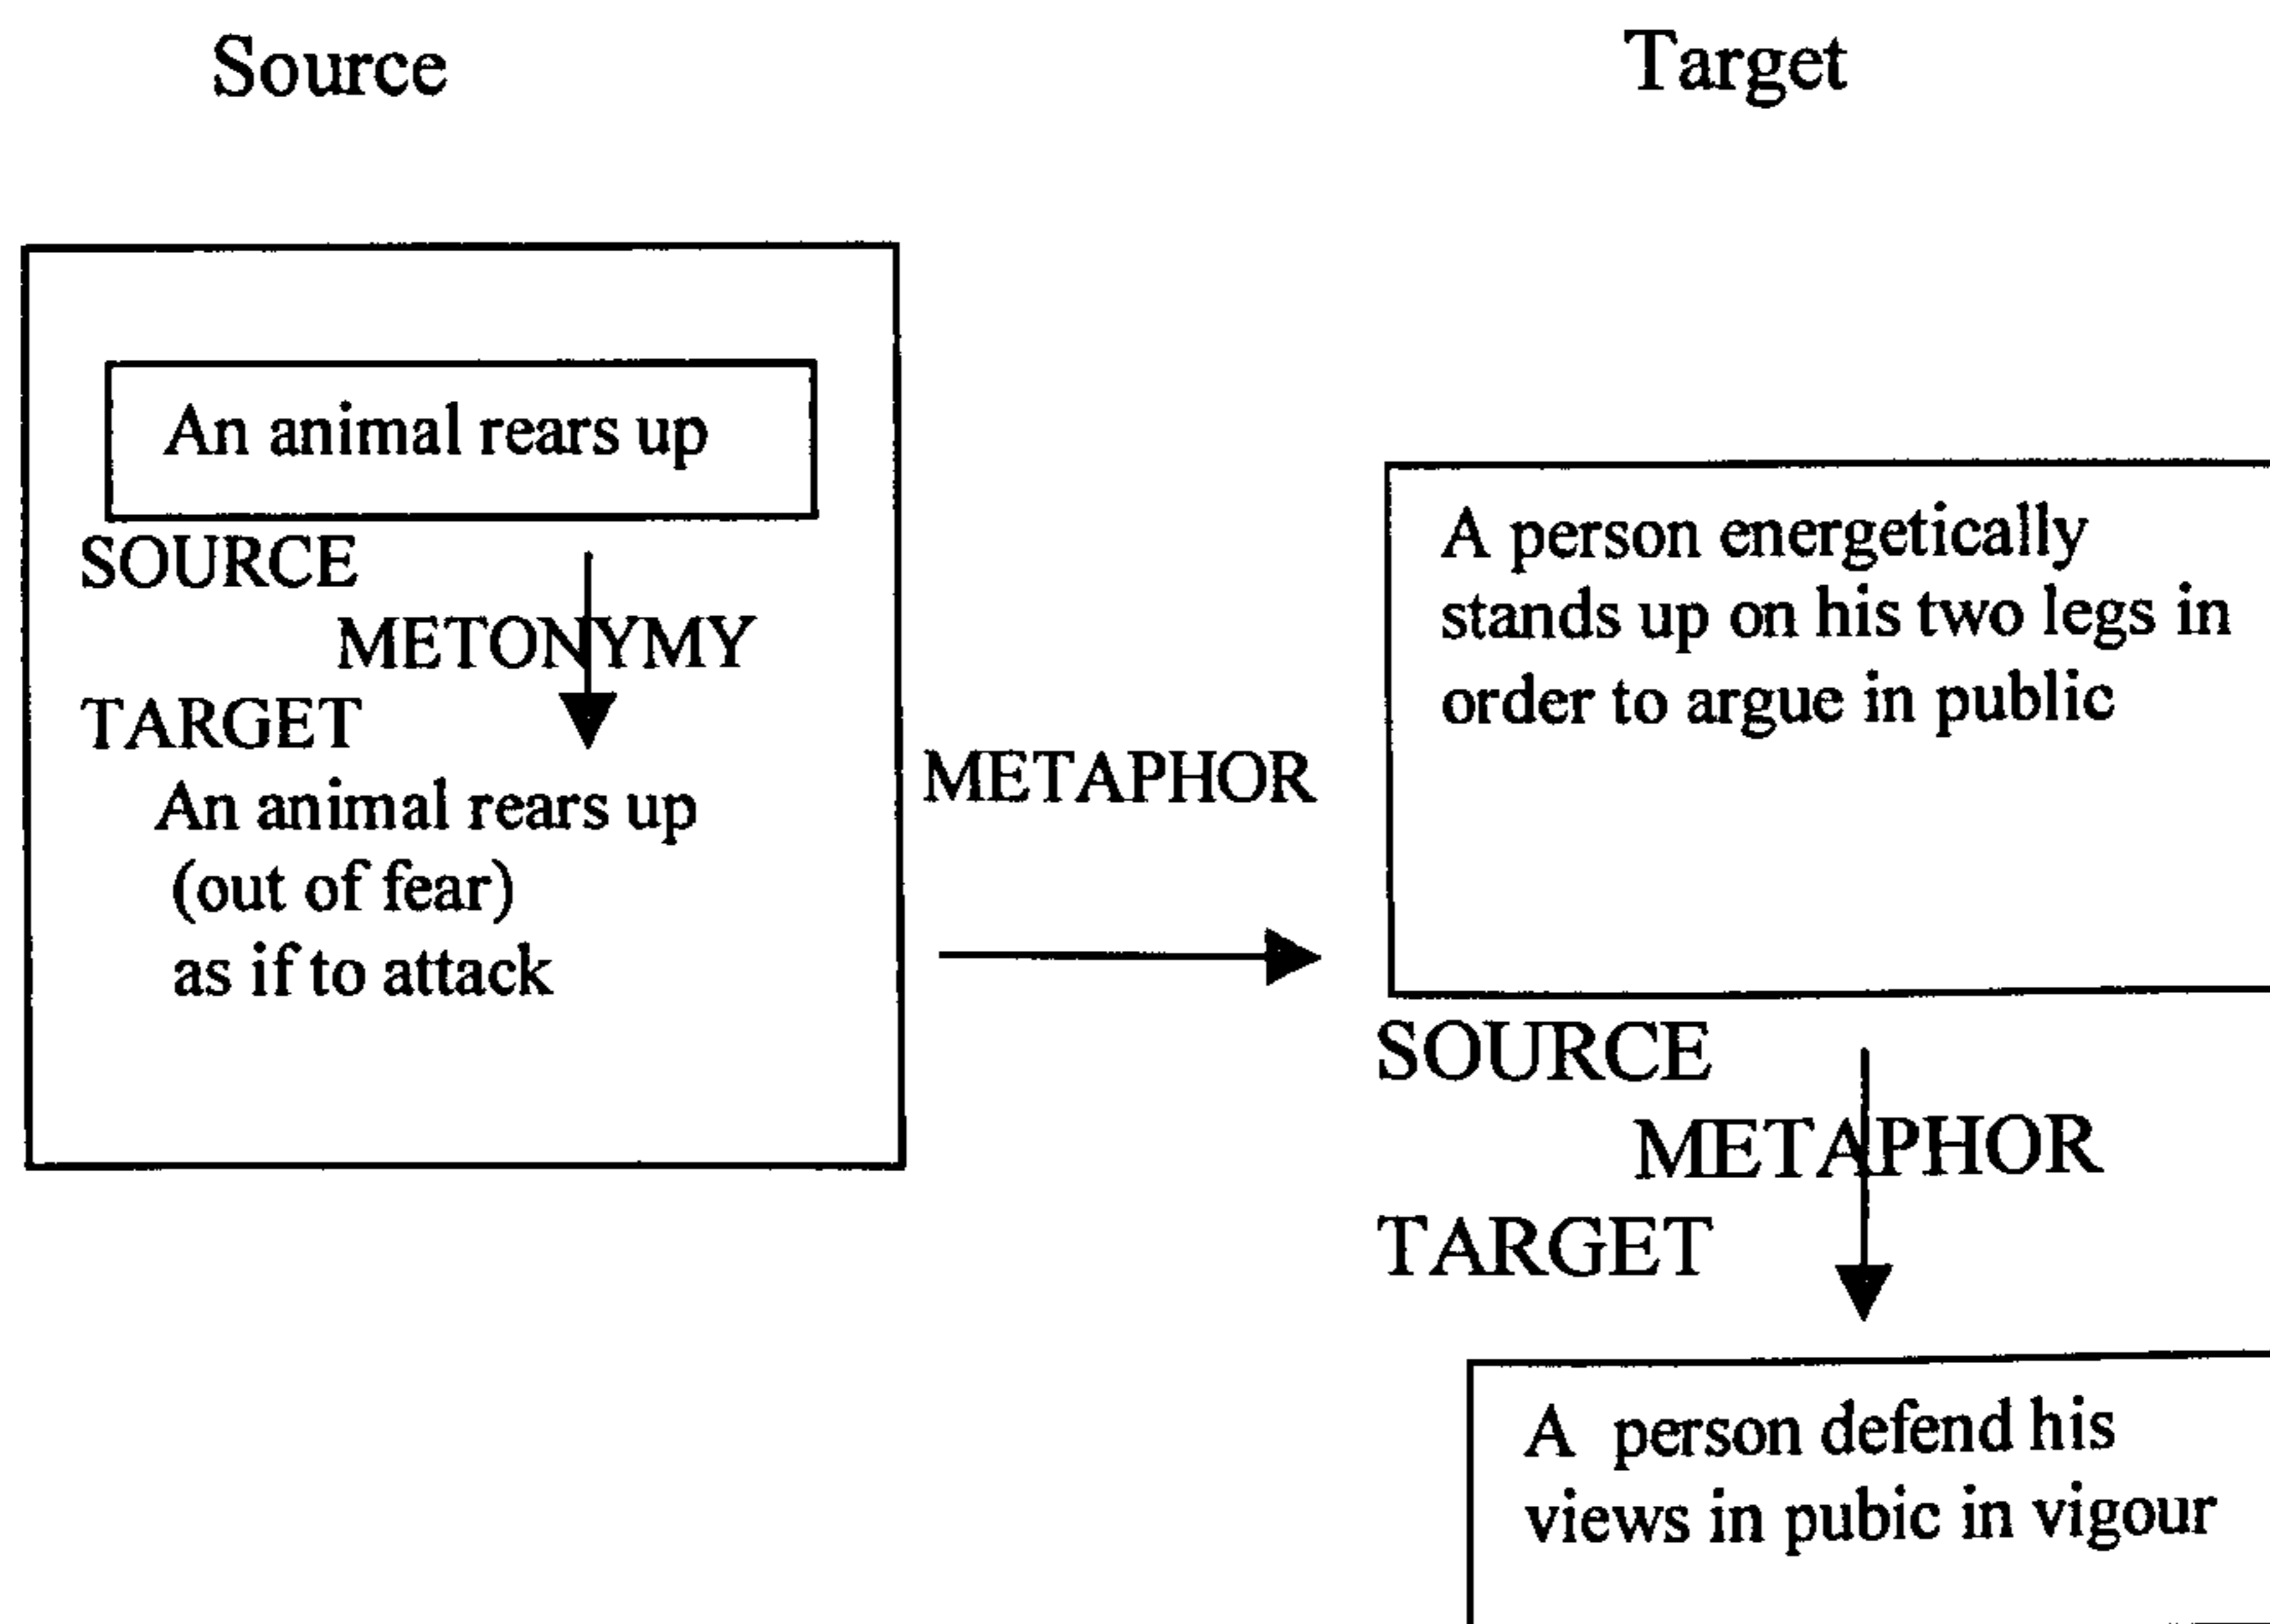 Source
Target
An animal rears up
SOURCE
METONYMY
TARGET
An animal rears up
(out of fear)
as if to attack
METAPHOR
A person energetically
stands up on his two legs in
order to argue in public
SOURCE
METAPHOR
TARGET
A person defend his
views in pubic in vigour